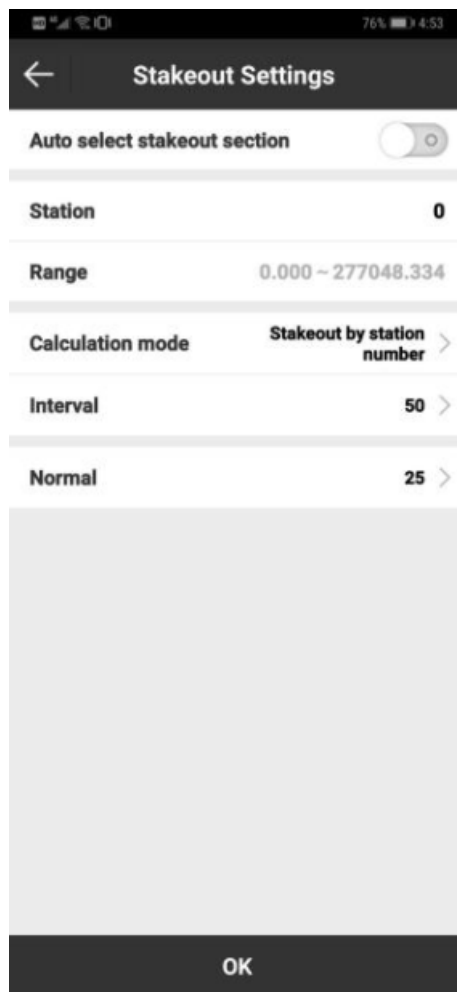 76% 4:53
Stakeout Settings
Auto select stakeout section
Station 0
Range 0.000 ~ 277048.334
Calculation mode Stakeout by station
number
Interval 50
Normal 25
OK